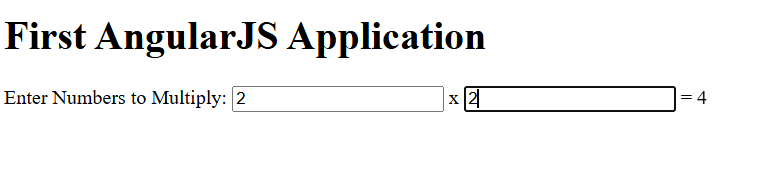 First AngularJS Application
Enter Numbers to Multiply: 2 x 2 = 4